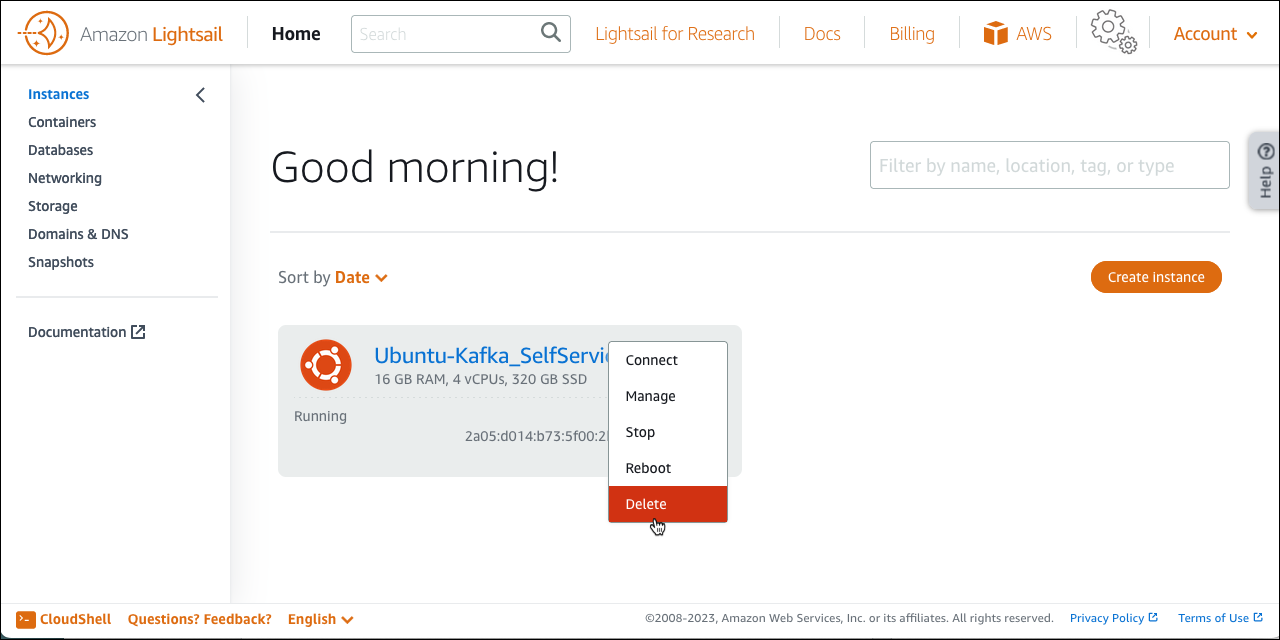 Amazon Lightsail
Home
Search
Lightsail for Research
Docs
Billing
AWS
Account
Instances
Containers
Databases
Networking
Storage
Domains & DNS
Snapshots
Documentation
Good morning!
Filter by name, location, tag, or type
Help
Sort by Date
Create instance
Ubuntu-Kafka_SelfServi
16 GB RAM, 4 vCPUs, 320 GB SSD
Running
2a05:d014:b73:5f00:2
Connect
Manage
Stop
Reboot
Delete
CloudShell
Questions? Feedback?
English
©2008-2023, Amazon Web Services, Inc. or its affiliates. All rights reserved.
Privacy Policy
Terms of Use